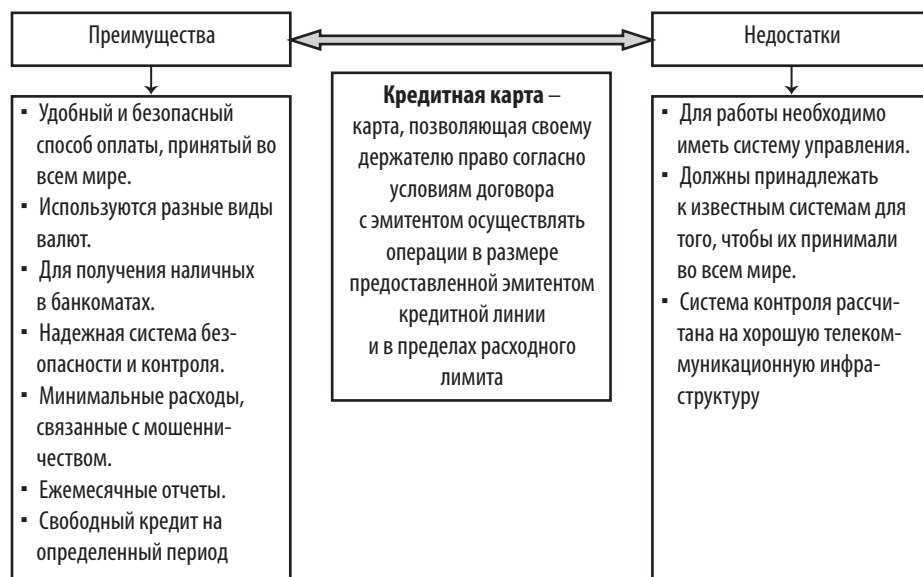 Преимущества
Недостатки
▪ Удобный и безопасный
способ оплаты, принятый во
всем мире.
▪ Используются разные виды
валют.
▪ Для получения наличных
в банкоматах.
▪ Надежная система без-
опасности и контроля.
▪ Минимальные расходы,
связанные с мошенни-
чеством.
▪ Ежемесячные отчеты.
▪ Свободный кредит на
определенный период
Кредитная карта –
карта, позволяющая своему
держателю право согласно
условиям договора
с эмитентом осуществлять
операции в размере
предоставленной эмитентом
кредитной линии
и в пределах расходного
лимита
▪ Для работы необходимо
иметь систему управления.
▪ Должны принадлежать
к известным системам для
того, чтобы их принимали
во всем мире.
▪ Система контроля рассчи-
тана на хорошую телеком-
муникационную инфра-
структуру